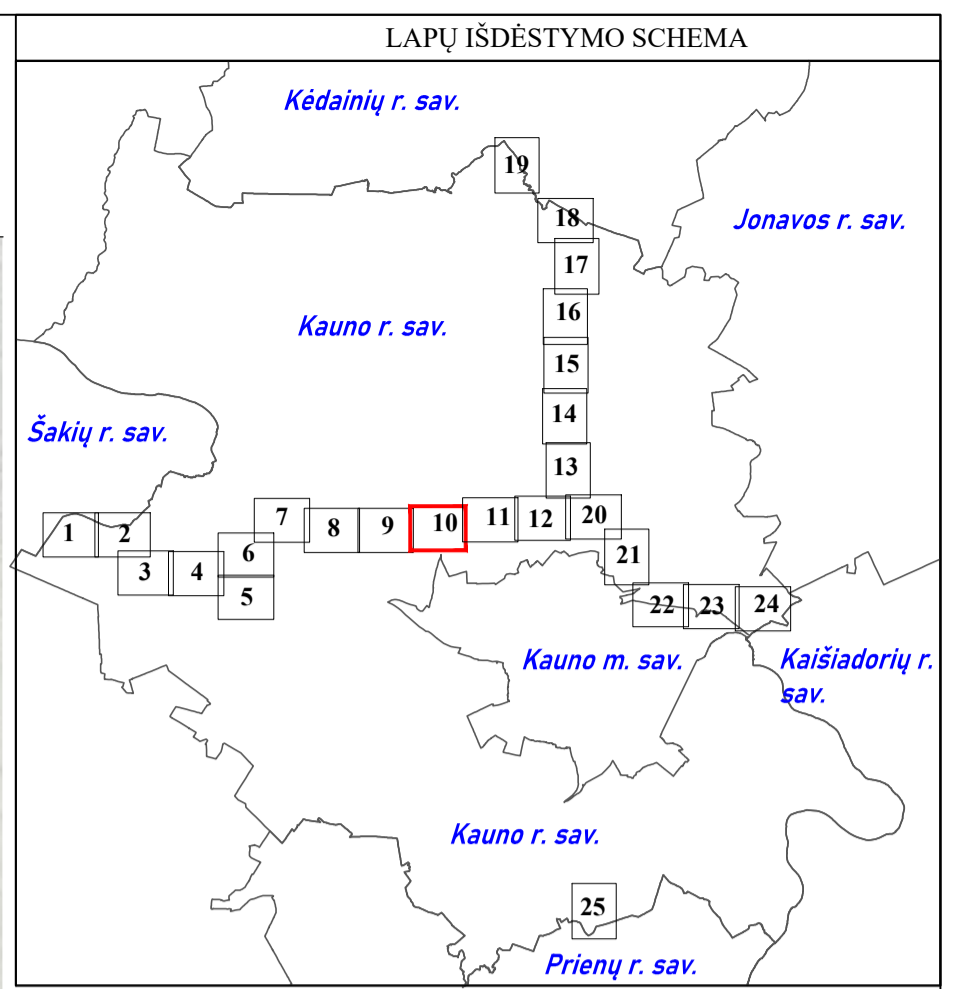 LAPŲ IŠDĖSTYMO SCHEMA
Kėdainių r. sav.
19
18
Jonavos r. sav.
17
16
Kauno r. sav.
15
14
Šakių r. sav.
13
7
8
9
10
11
12
20
1
2
6
21
3
4
5
22
23
24
Kauno m. sav.
Kaišiadorių r.
sav.
Kauno r. sav.
25
Prienų r. sav.